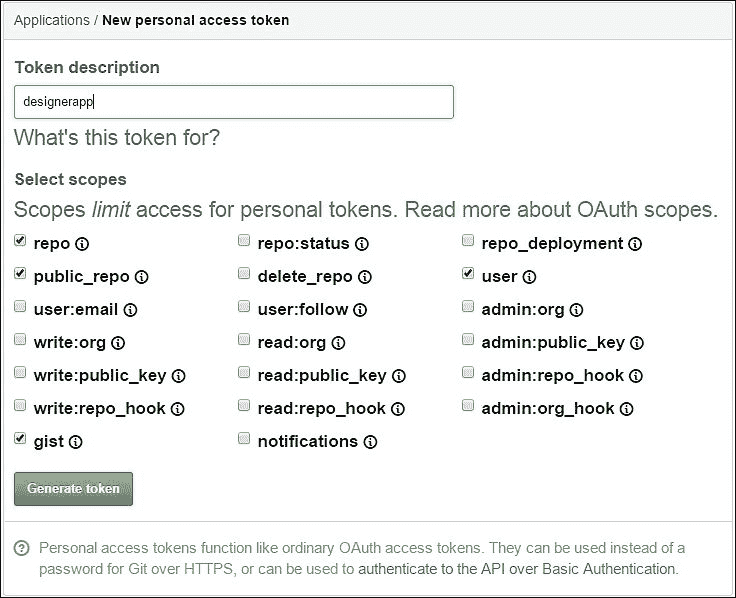 Applications / New personal access token
Token description
designerapp
What's this token for?
Select scopes
Scopes limit access for personal tokens. Read more about OAuth scopes.
repo repo:status repo_deployment
public_repo delete_repo user
user:email user:follow admin:org
write:org read:org admin:public_key
write:public_key read:public_key admin:repo_hook
write:repo_hook read:repo_hook admin:org_hook
gist notifications
Generate token
Personal access tokens function like ordinary OAuth access tokens. They can be used instead of a
password for Git over HTTPS, or can be used to authenticate to the API over Basic Authentication.